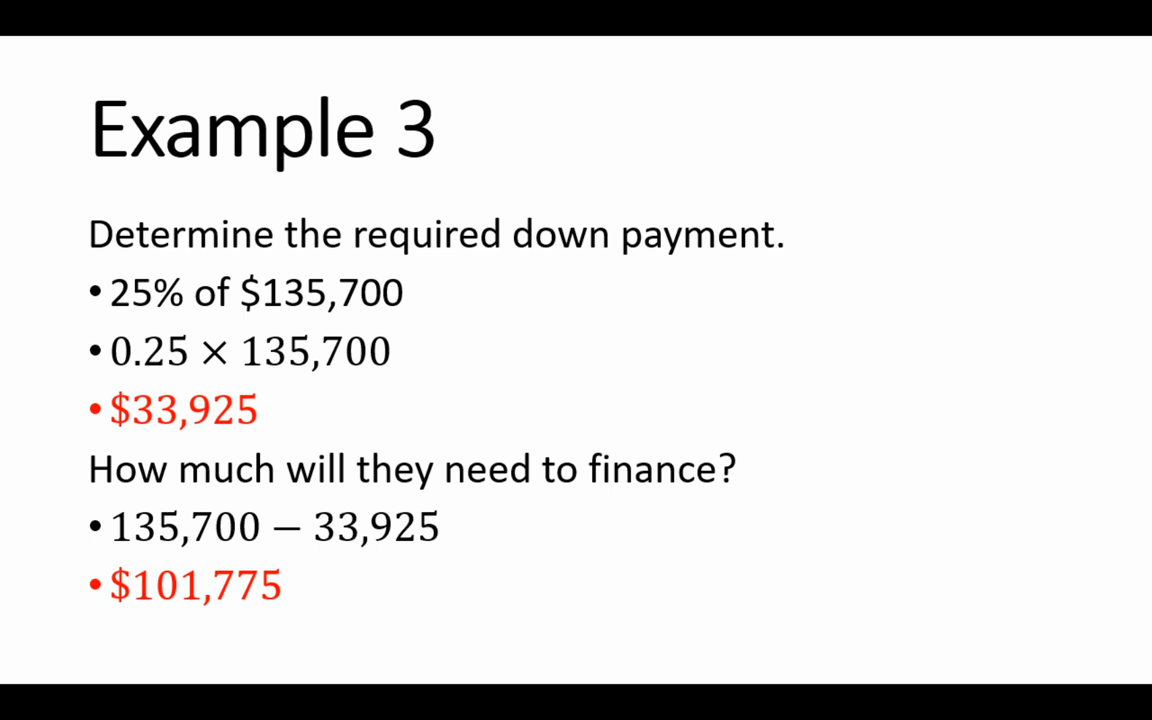 Example 3
Determine the required down payment.
•25% of $135,700
•0.25 × 135,700
•$33,925
How much will they need to finance?
•135,700 − 33,925
•$101,775